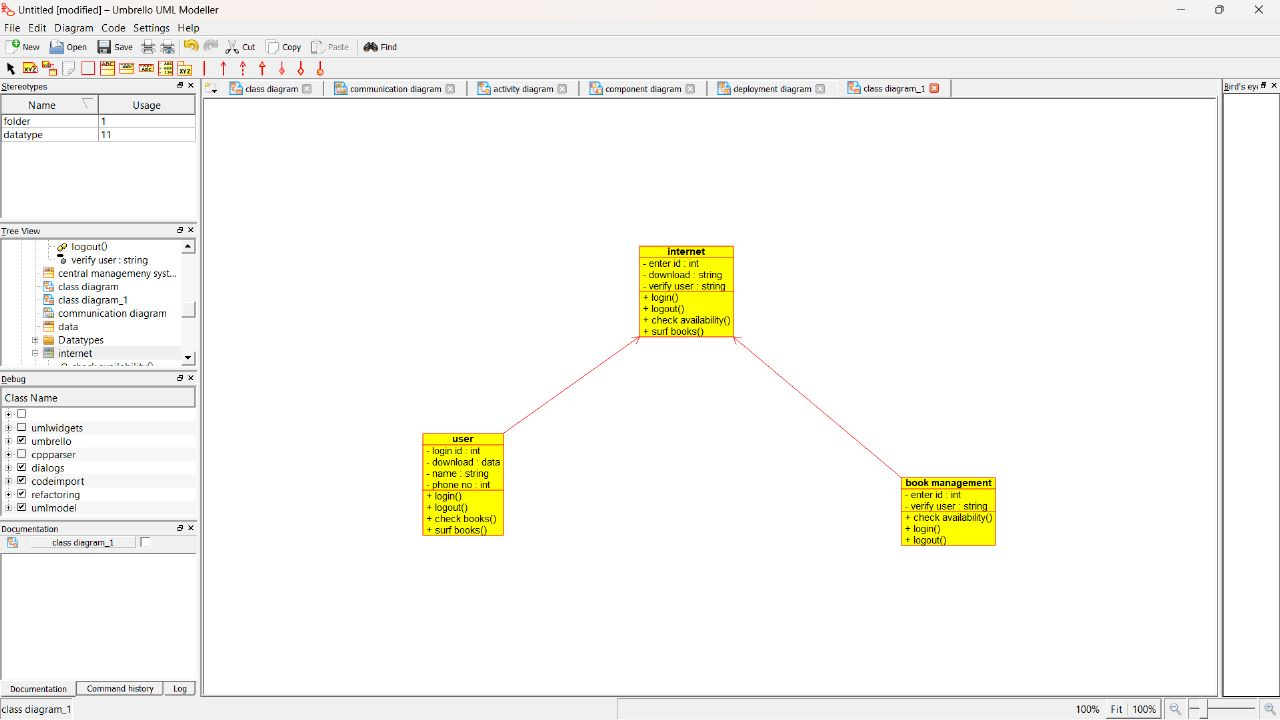 Untitled [modified] – Umbrello UML Modeller
File Edit Diagram Code Settings Help
New Open Save Cut Copy Paste Find
Stereotypes
Name Usage
folder 1
datatype 11
Tree View
logout()
verify user : string
central managemeny syst...
class diagram
class diagram_1
communication diagram
data
Datatypes
internet
Debug
Class Name
umlwidgets
umbrello
cppparser
dialogs
codeimport
refactoring
umlmodel
Documentation
class diagram_1
Documentation Command history Log
class diagram communication diagram activity diagram component diagram deployment diagram class diagram_1
internet
- enter id : int
- download : string
- verify user : string
+ login()
+ logout()
+ check availability()
+ surf books()
user
- login id : int
- download : data
- name : string
- phone no : int
+ login()
+ logout()
+ check books()
+ surf books()
book management
- enter id : int
- verify user : string
+ check availability()
+ login()
+ logout()
Bird's ey
class diagram_1
100% Fit 100%